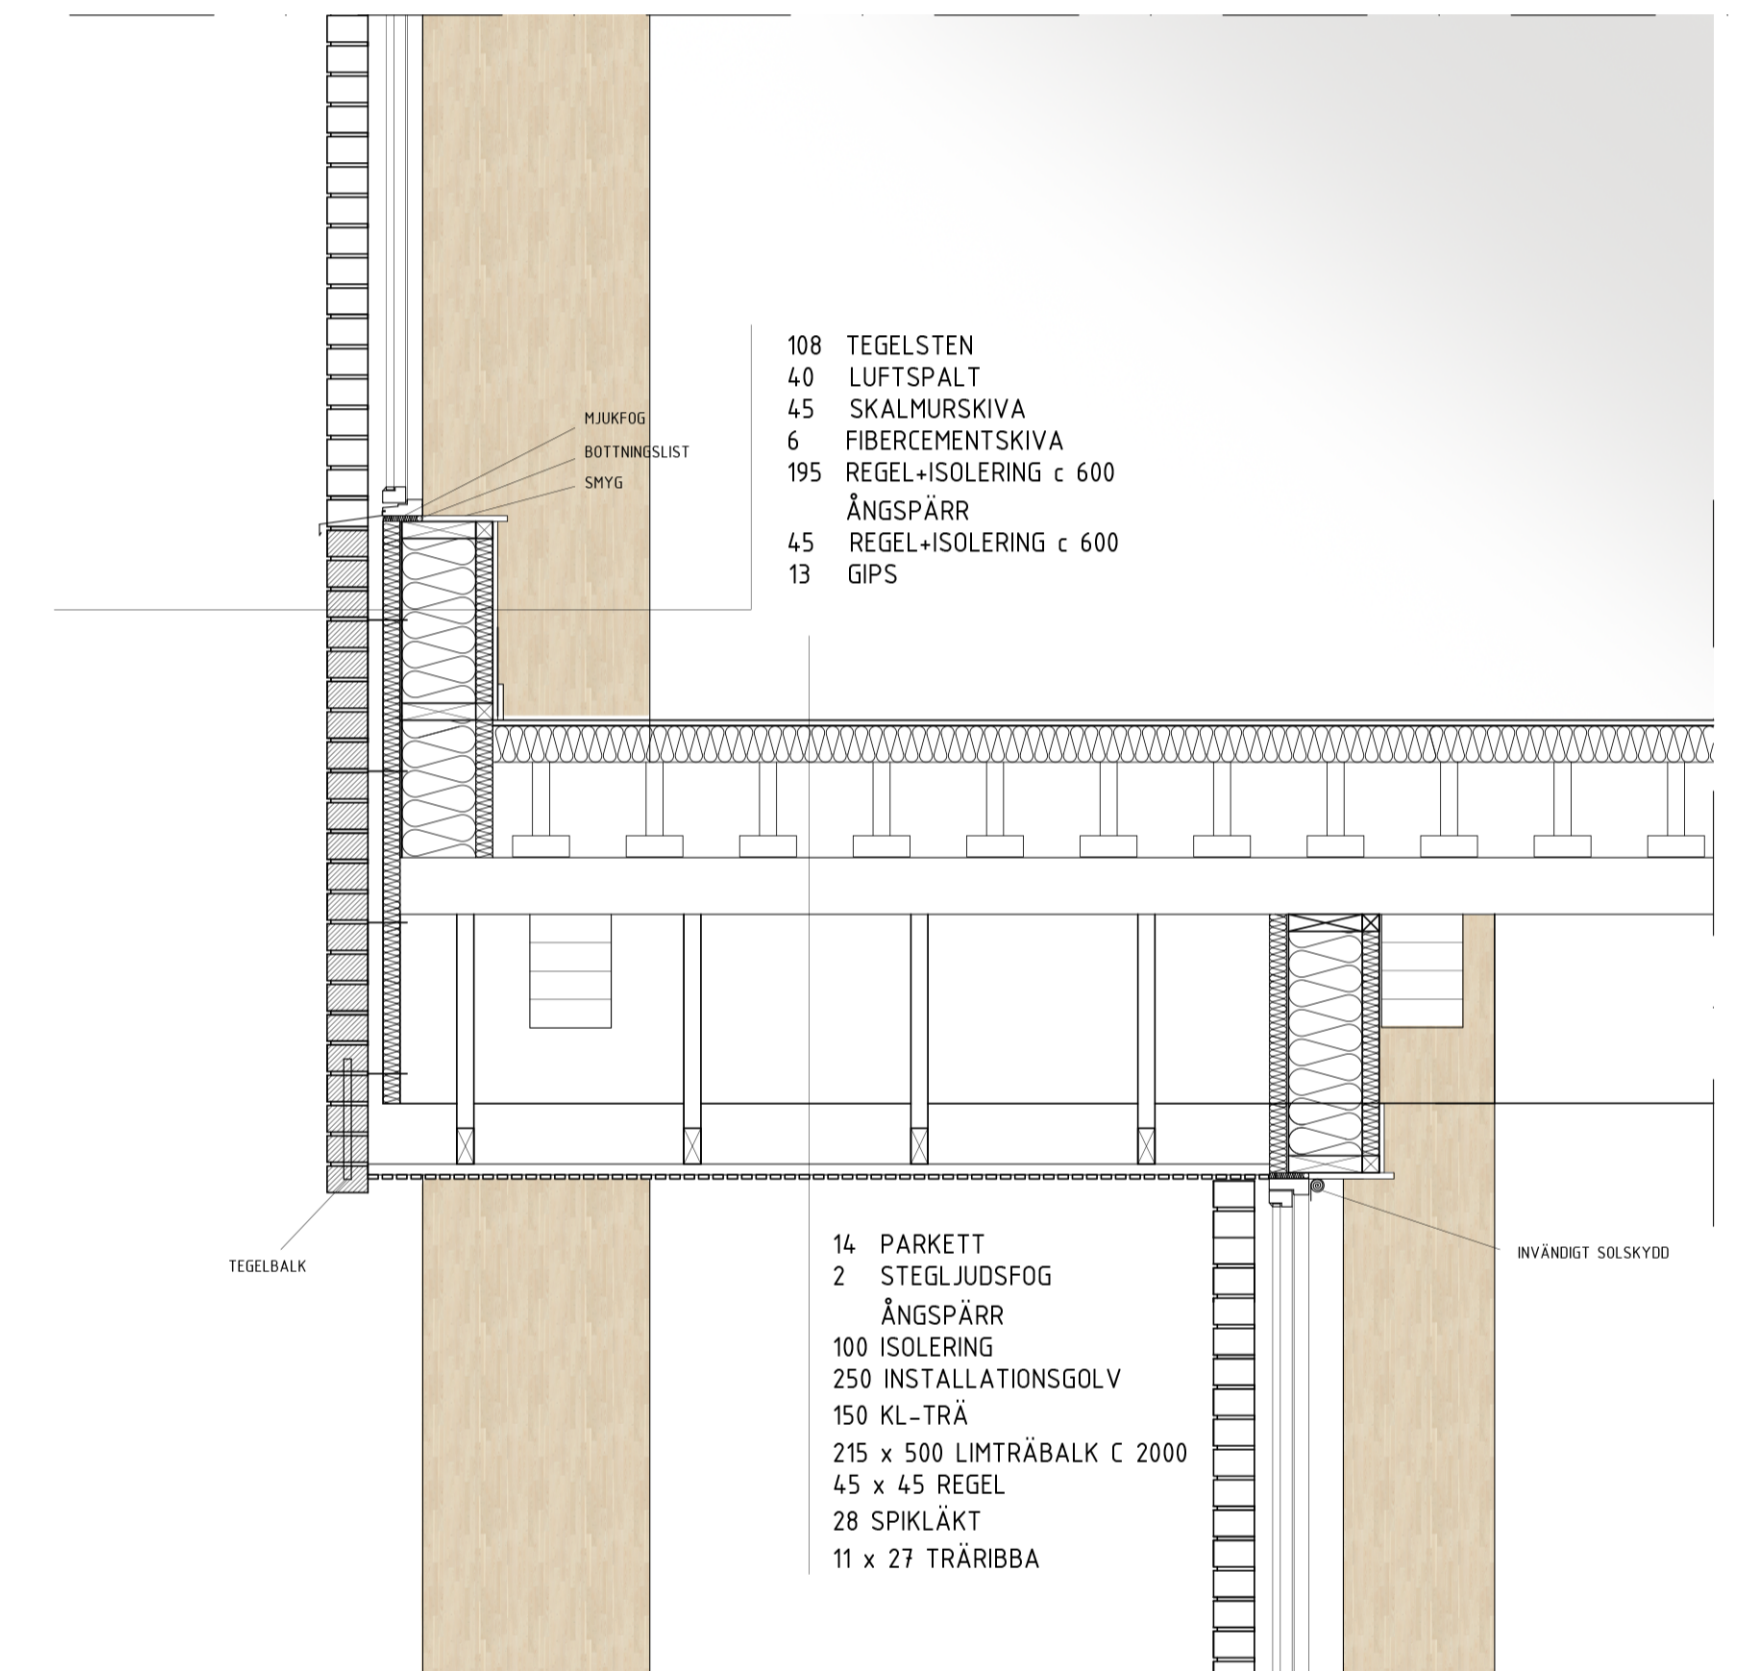 108 TEGELSTEN
40 LUFTSPALT
45 SKALMURSKIVA
6 FIBERCEMENTSKIVA
195 REGEL+ISOLERING c 600
ÅNGSPÄRR
45 REGEL+ISOLERING c 600
13 GIPS
MJUKFOG
BOTTNINGSLIST
SMYG
TEGELBALK
INVÄNDIGT SOLSKYDD
14 PARKETT
2 STEGLJUDSFOG
ÅNGSPÄRR
100 ISOLERING
250 INSTALLATIONSGOLV
150 KL-TRÄ
215 x 500 LIMTRÄBALK C 2000
45 x 45 REGEL
28 SPIKLÄKT
11 x 27 TRÄRIBBA